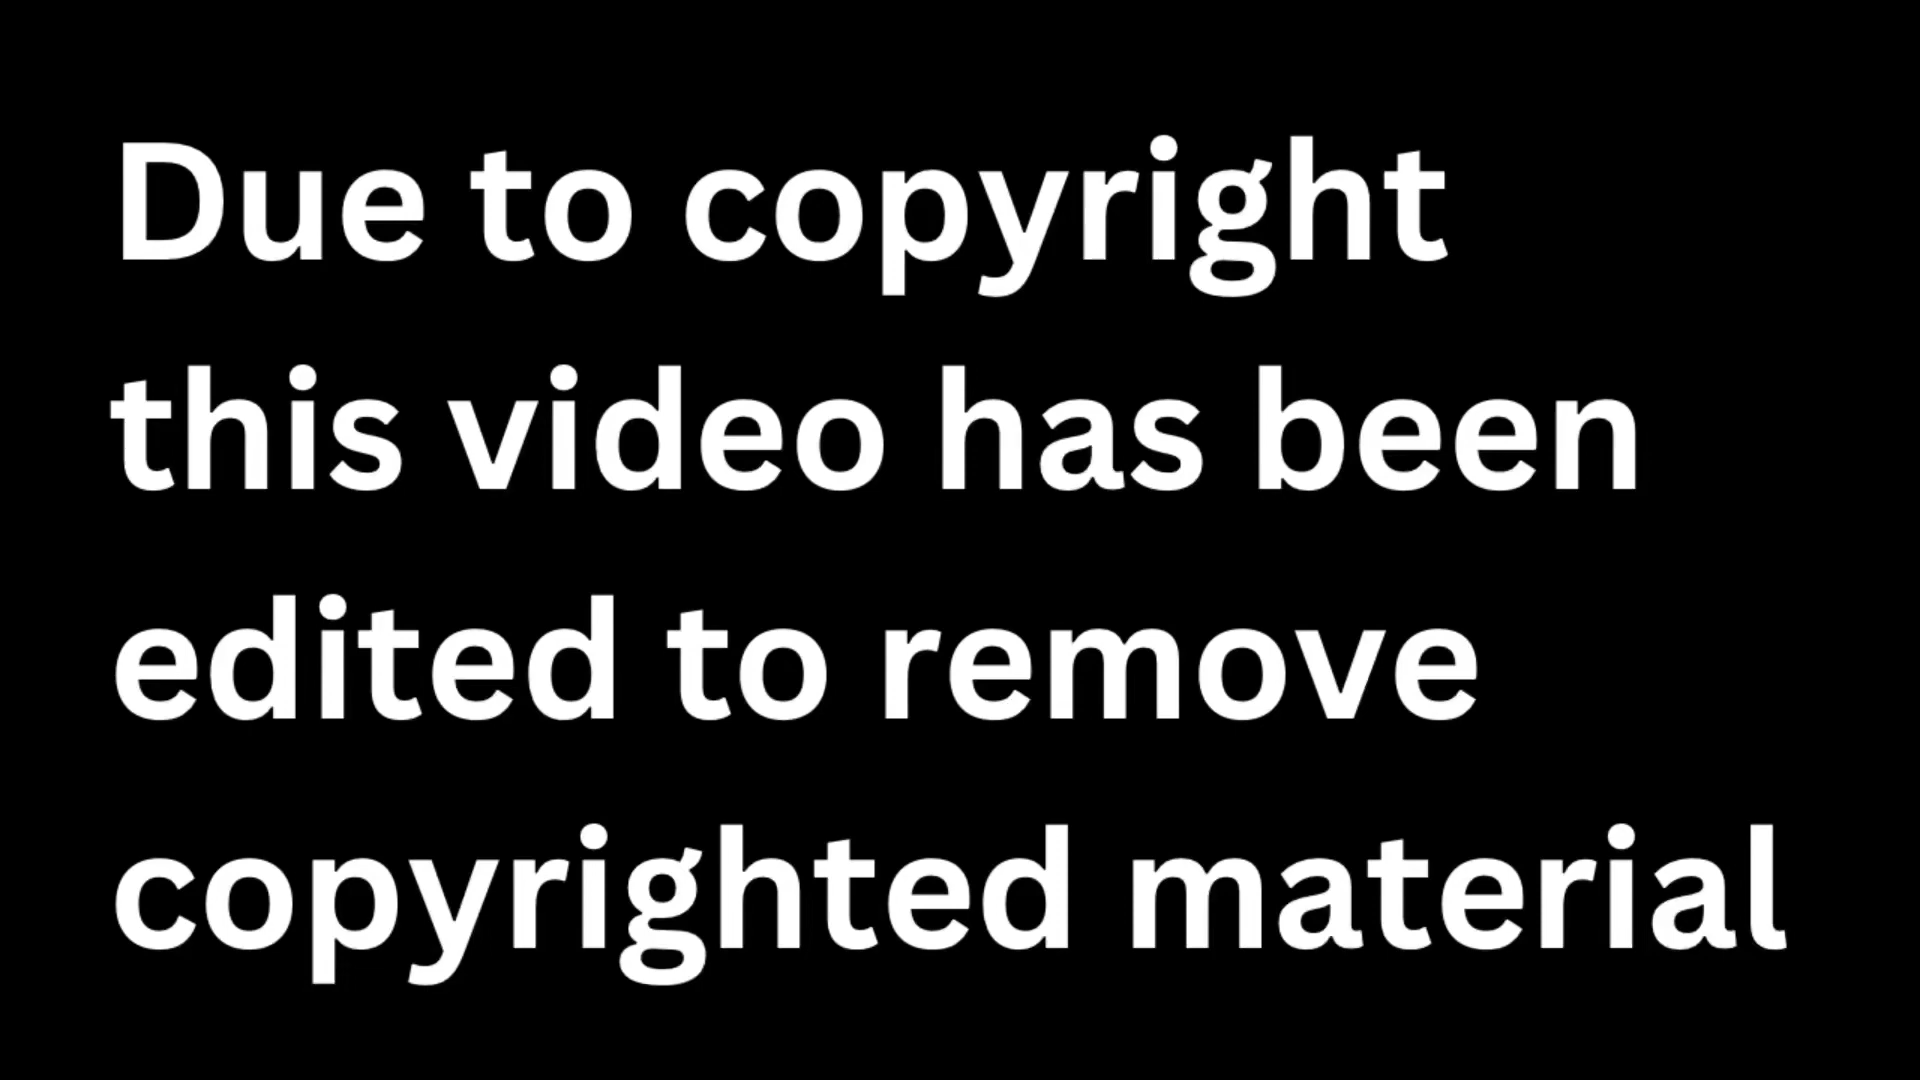 Due to copyright
this video has been
edited to remove
copyrighted material